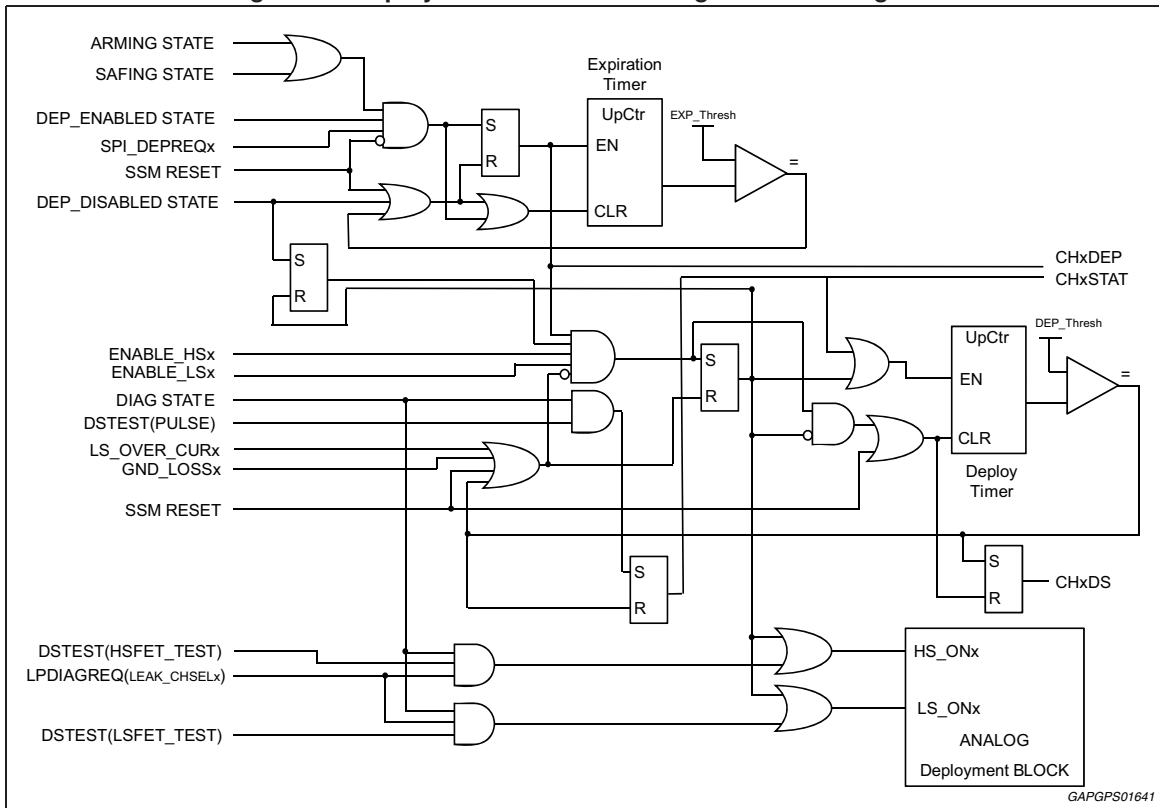 ARMING STATE
SAFING STATE
DEP_ENABLED STATE
SPI_DEPREQx
SSM RESET
DEP_DISABLED STATE
S
R
Expiration
Timer
UpCtr
EN
CLR
EXP_Thresh
=
S
R
CHxDEP
CHxSTAT
ENABLE_HSx
ENABLE_LSx
DIAG STATE
DSTEST(PULSE)
LS_OVER_CURx
GND_LOSSx
SSM RESET
S
R
UpCtr
EN
CLR
Deploy
Timer
DEP_Thresh
=
S
R
S
R
CHxDS
DSTEST(HSFET_TEST)
LPDIAGREQ(LEAK_CHSELx)
DSTEST(LSFET_TEST)
HS_ONx
LS_ONx
ANALOG
Deployment BLOCK
GAPGPS01641